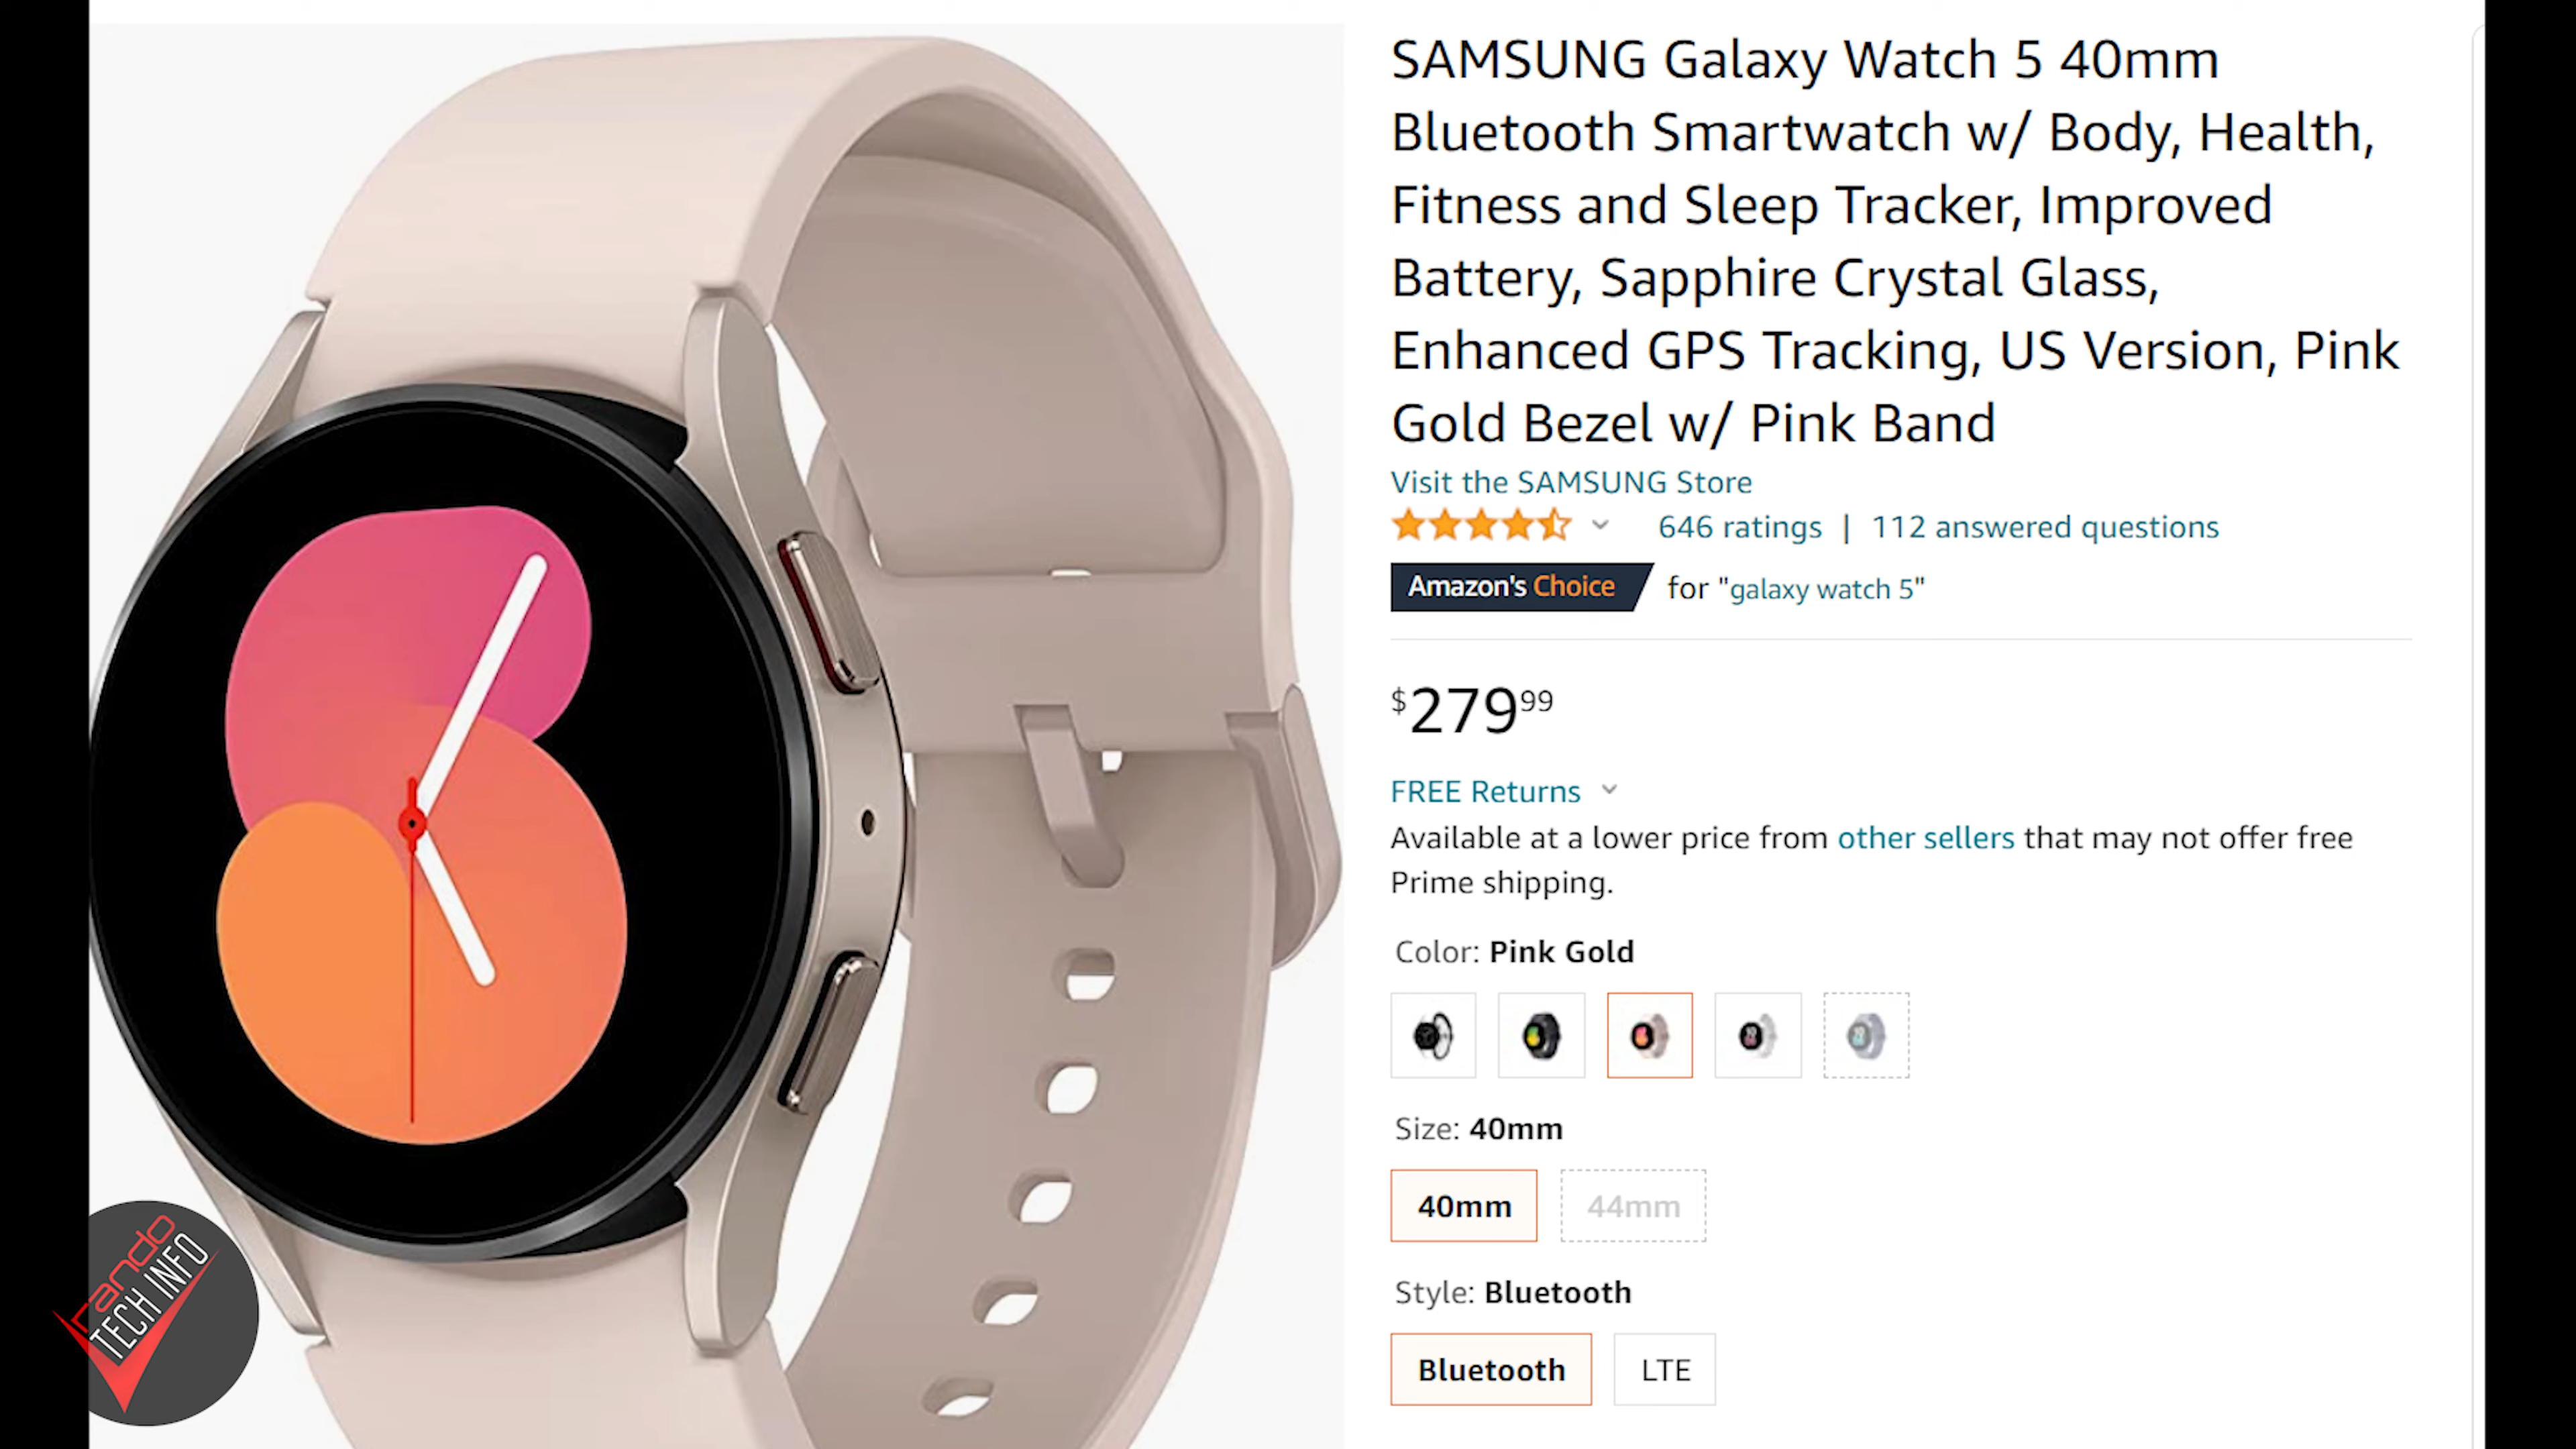 SAMSUNG Galaxy Watch 5 40mm
Bluetooth Smartwatch w/ Body, Health,
Fitness and Sleep Tracker, Improved
Battery, Sapphire Crystal Glass,
Enhanced GPS Tracking, US Version, Pink
Gold Bezel w/ Pink Band
Visit the SAMSUNG Store
646 ratings | 112 answered questions
Amazon's Choice for "galaxy watch 5"
$279.99
FREE Returns
Available at a lower price from other sellers that may not offer free
Prime shipping.
Color: Pink Gold
Size: 40mm
40mm 44mm
Style: Bluetooth
Bluetooth LTE
TECH INFO